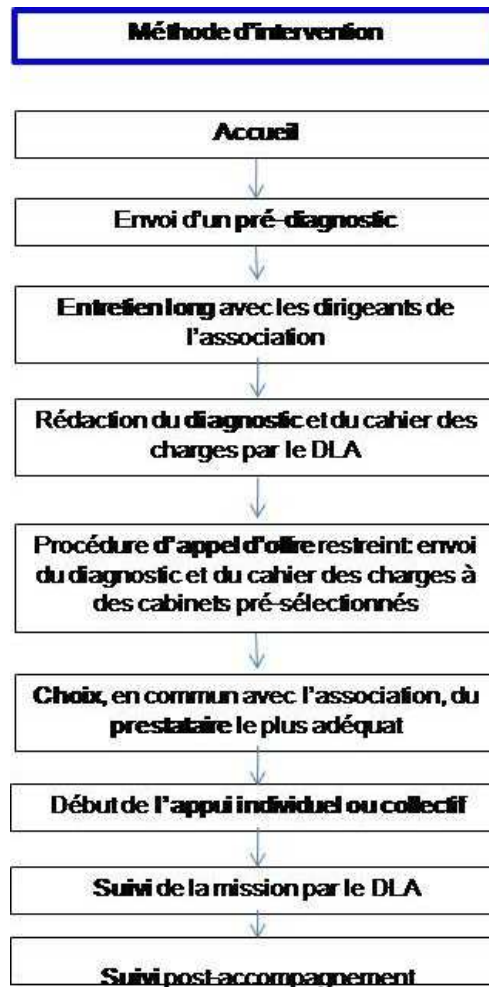 Méthode d'intervention
Accueil
Envoi d'un pré-diagnostic
Entretien long avec les dirigeants de
l'association
Rédaction du diagnostic et du cahier des
charges par le DLA
Procédure d'appel d'offre restreint: envoi
du diagnostic et du cahier des charges à
des cabinets pré-sélectionnés
Choix, en commun avec l'association, du
prestataire le plus adéquat
Début de l'appui individuel ou collectif
Suivi de la mission par le DLA
Suivi post-accompagnement